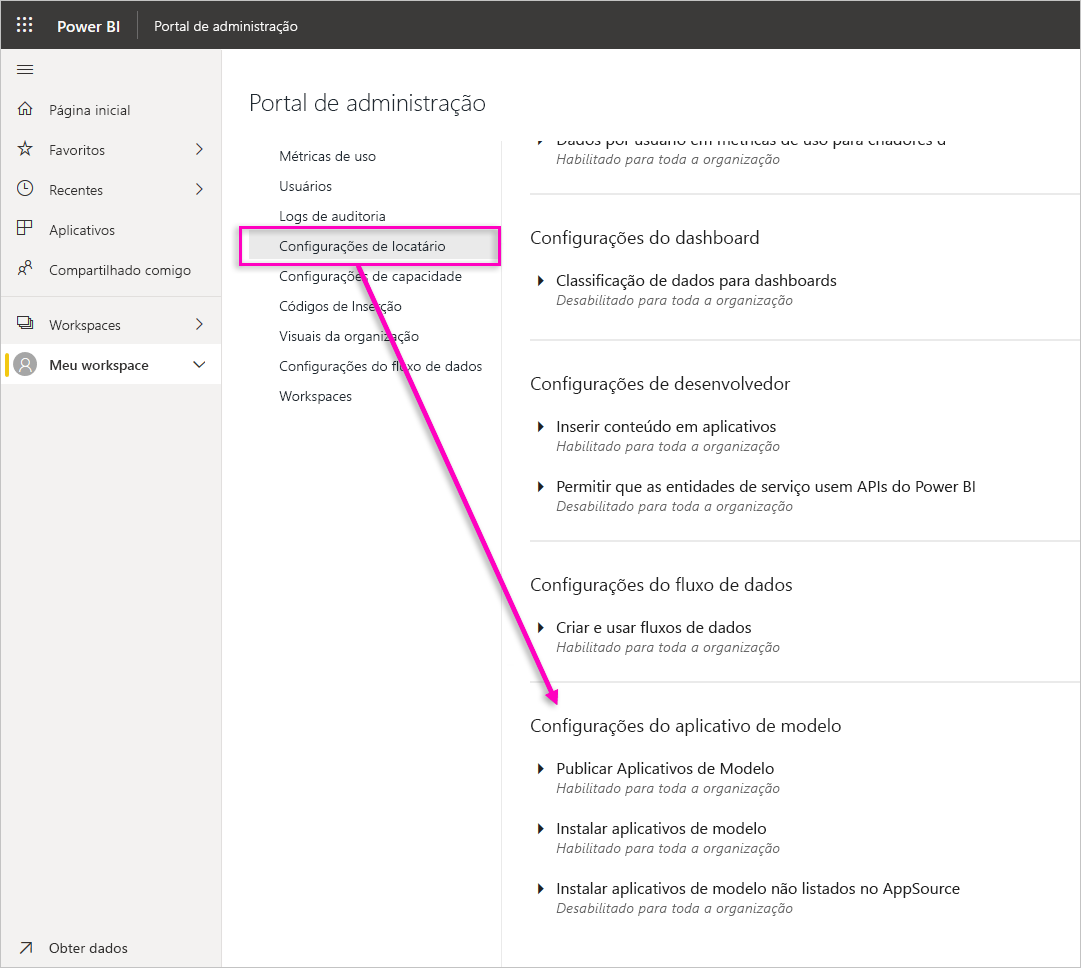 Power BI
Portal de administração
Página inicial
Favoritos
Recentes
Aplicativos
Compartilhado comigo
Workspaces
Meu workspace
Obter dados
Portal de administração
Métricas de uso
Usuários
Logs de auditoria
Configurações de locatário
Configurações de capacidade
Códigos de Inserção
Visuais da organização
Configurações do fluxo de dados
Workspaces
Dados por usuário em métricas de uso para criadores d
Habilitado para toda a organização
Configurações do dashboard
Classificação de dados para dashboards
Desabilitado para toda a organização
Configurações de desenvolvedor
Inserir conteúdo em aplicativos
Habilitado para toda a organização
Permitir que as entidades de serviço usem APIs do Power BI
Desabilitado para toda a organização
Configurações do fluxo de dados
Criar e usar fluxos de dados
Habilitado para toda a organização
Configurações do aplicativo de modelo
Publicar Aplicativos de Modelo
Habilitado para toda a organização
Instalar aplicativos de modelo
Habilitado para toda a organização
Instalar aplicativos de modelo não listados no AppSource
Desabilitado para toda a organização